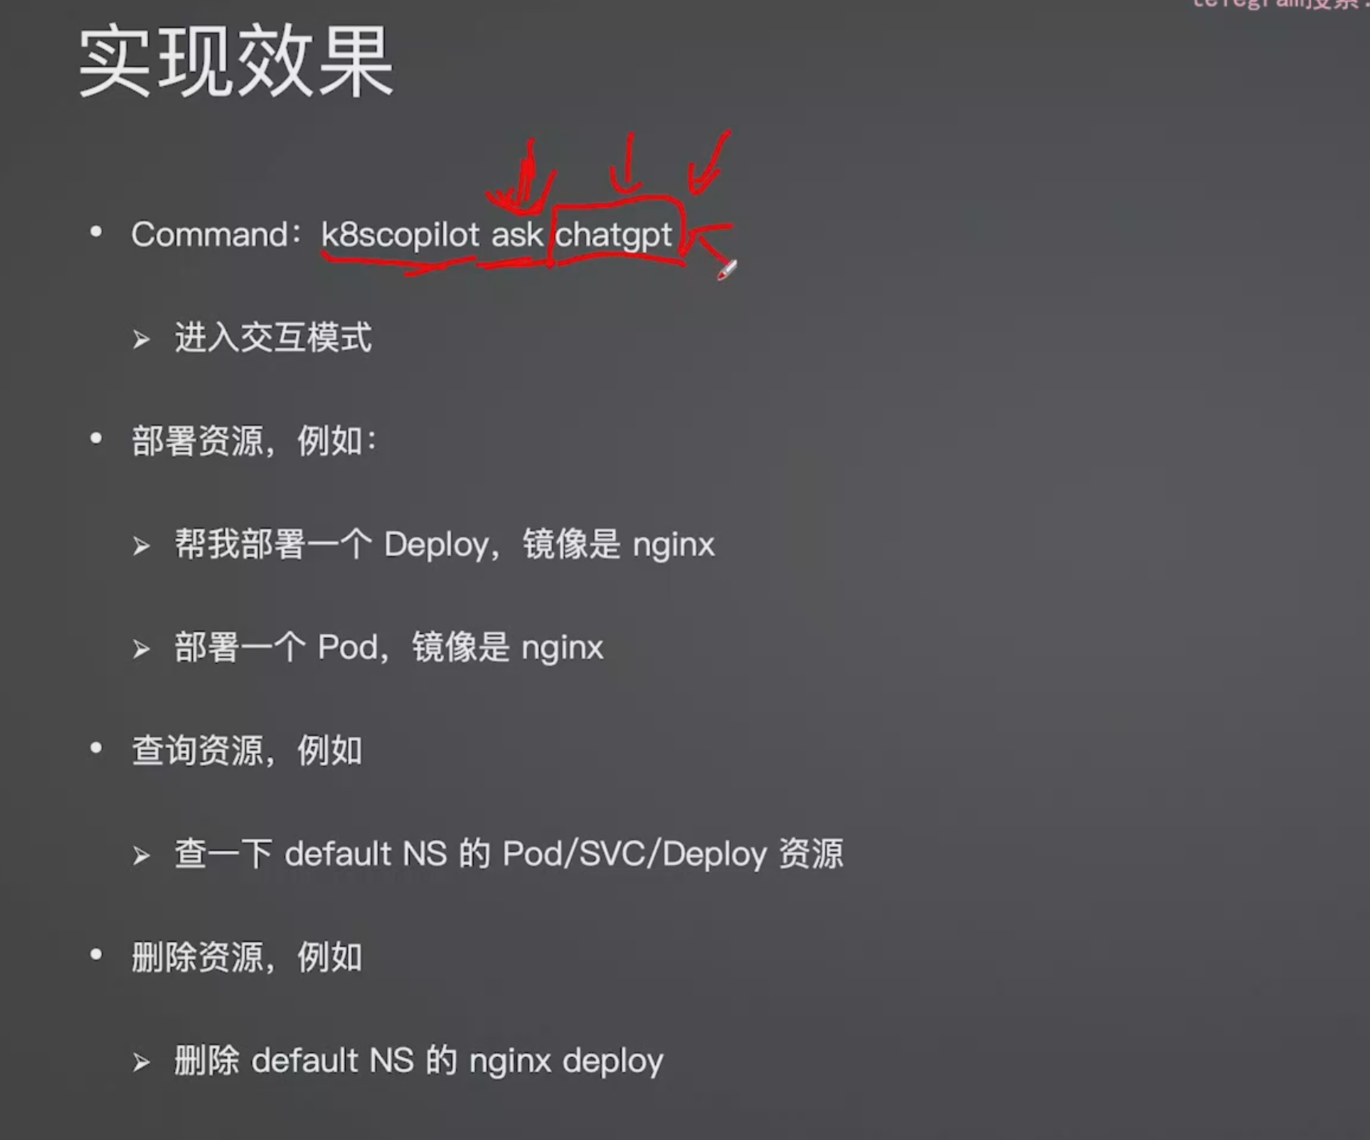 实现效果
• Command：k8scopilot ask chatgpt
➢ 进入交互模式
• 部署资源，例如：
➢ 帮我部署一个 Deploy，镜像是 nginx
➢ 部署一个 Pod，镜像是 nginx
• 查询资源，例如
➢ 查一下 default NS 的 Pod/SVC/Deploy 资源
• 删除资源，例如
➢ 删除 default NS 的 nginx deploy